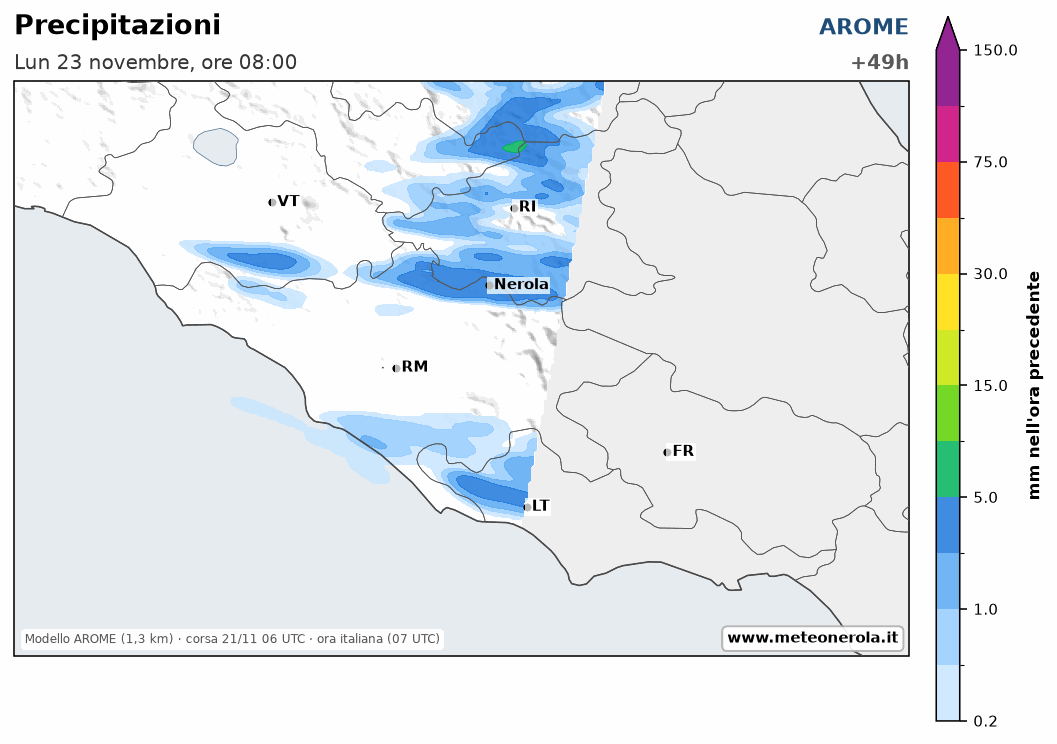 Precipitazioni
AROME
Lun 23 novembre, ore 08:00
+49h
VT
RI
Nerola
RM
FR
LT
Modello AROME (1,3 km) · corsa 21/11 06 UTC · ora italiana (07 UTC)
www.meteonerola.it
150.0
75.0
30.0
15.0
5.0
1.0
0.2
mm nell'ora precedente